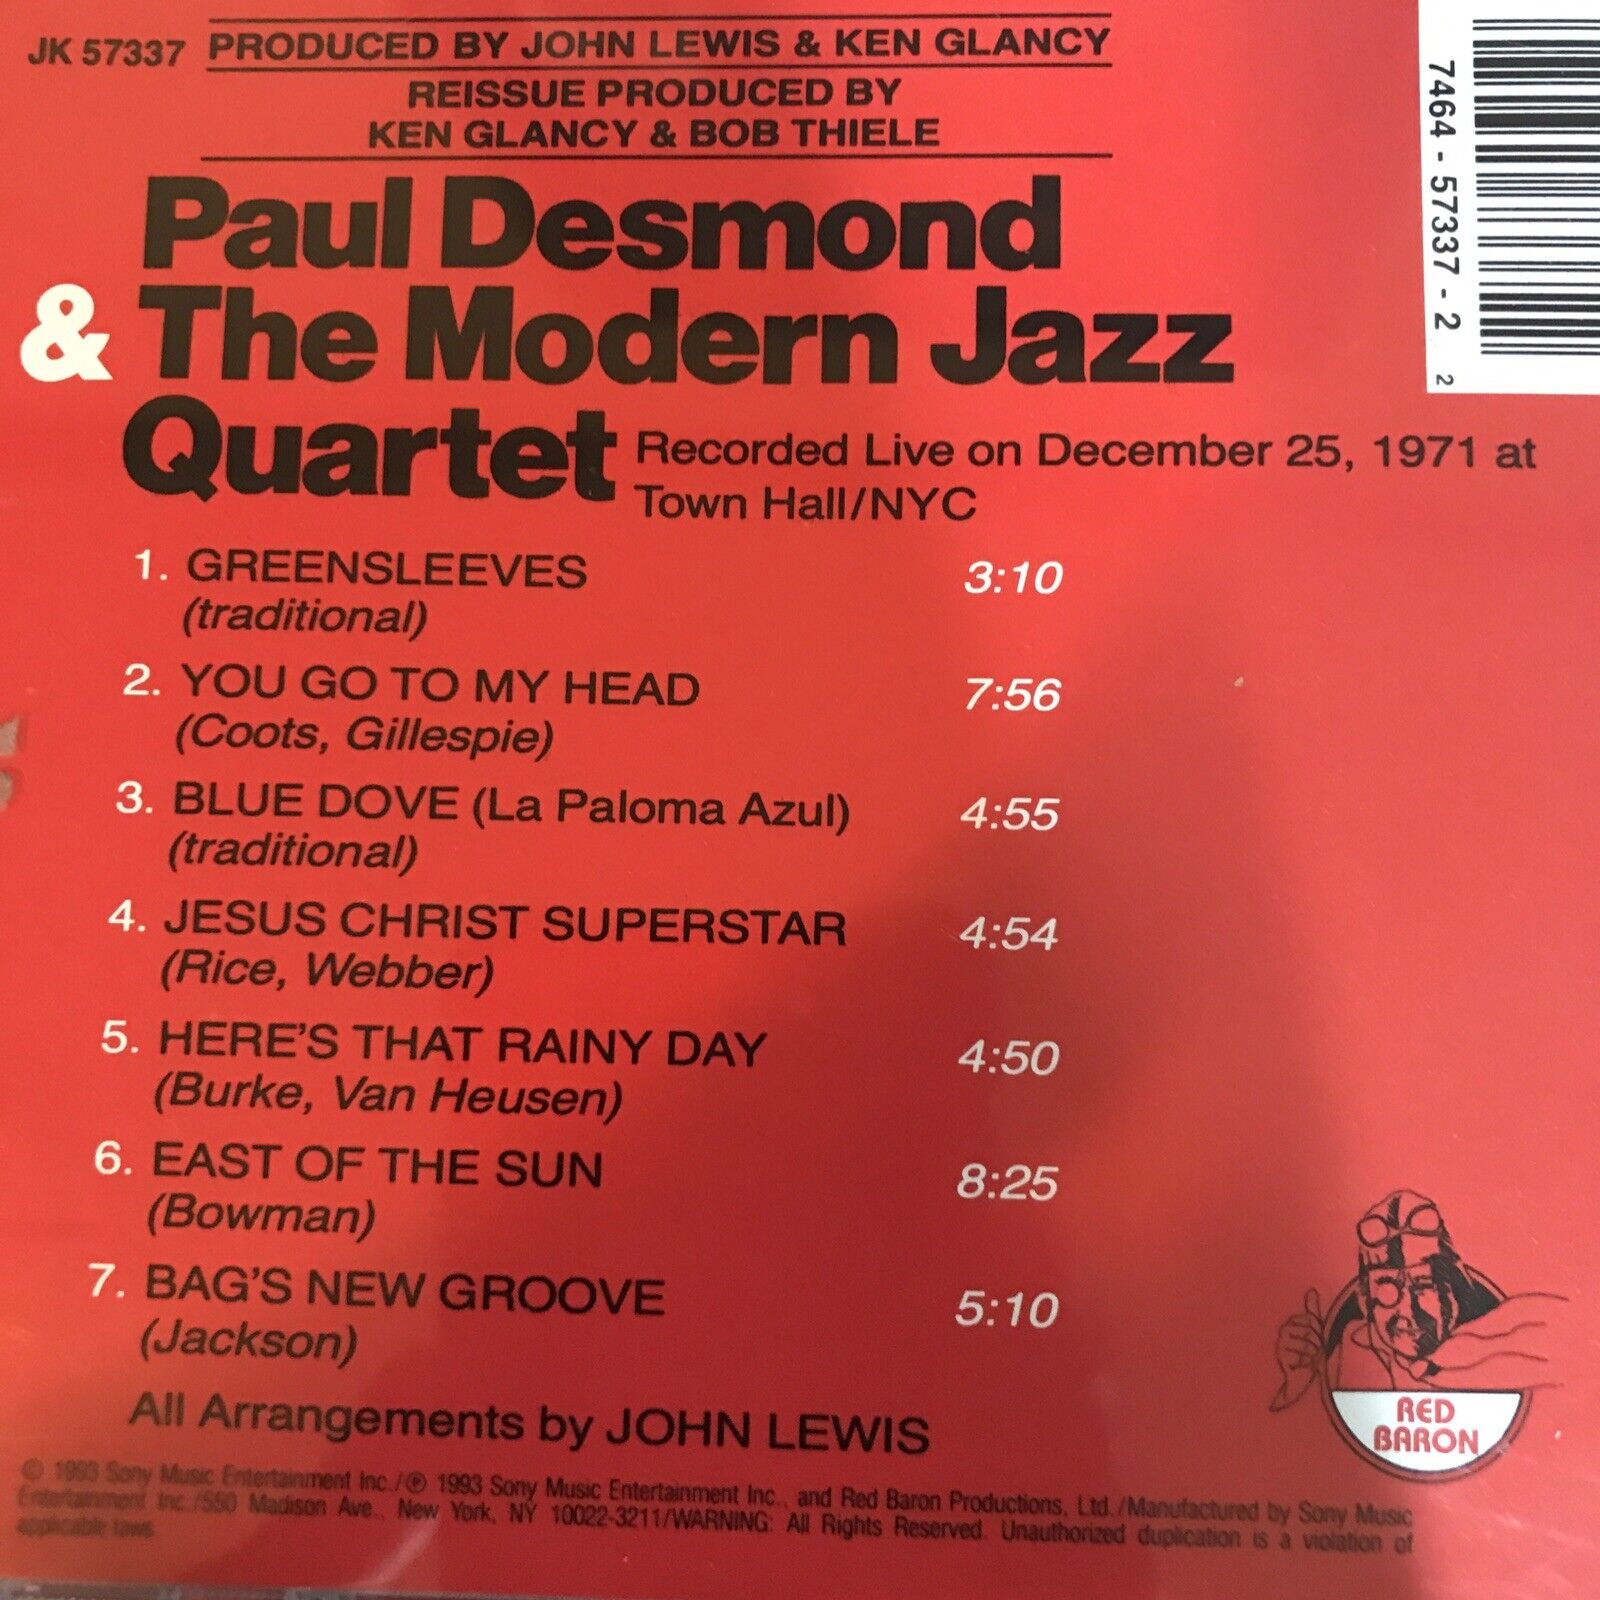 JK 57337 PRODUCED BY JOHN LEWIS & KEN GLANCY
REISSUE PRODUCED BY
KEN GLANCY & BOB THIELE
7464 - 57337 - 2
2
Paul Desmond
& The Modern Jazz
Quartet Recorded Live on December 25, 1971 at
Town Hall/NYC
1. GREENSLEEVES 3:10
(traditional)
2. YOU GO TO MY HEAD 7:56
(Coots, Gillespie)
3. BLUE DOVE (La Paloma Azul) 4:55
(traditional)
4. JESUS CHRIST SUPERSTAR 4:54
(Rice, Webber)
5. HERE'S THAT RAINY DAY 4:50
(Burke, Van Heusen)
6. EAST OF THE SUN 8:25
(Bowman)
7. BAG'S NEW GROOVE 5:10
(Jackson)
All Arrangements by JOHN LEWIS
RED
BARON
© 1993 Sony Music Entertainment Inc./℗ 1993 Sony Music Entertainment Inc., and Red Baron Productions, Ltd./Manufactured by Sony Music
Entertainment Inc./550 Madison Ave., New York, NY 10022-3211/WARNING: All Rights Reserved. Unauthorized duplication is a violation of
applicable laws.